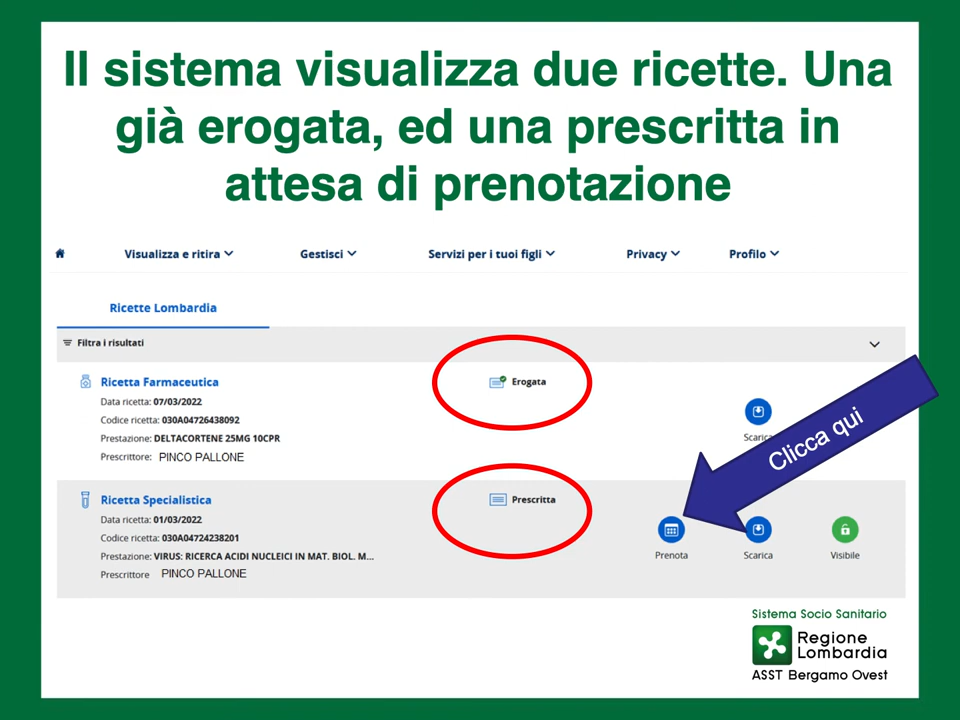 Il sistema visualizza due ricette. Una
già erogata, ed una prescritta in
attesa di prenotazione
Visualizza e ritira
Gestisci
Servizi per i tuoi figli
Privacy
Profilo
Ricette Lombardia
Filtra i risultati
Ricetta Farmaceutica
Erogata
Data ricetta: 07/03/2022
Codice ricetta: 030A04726438092
Prestazione: DELTACORTENE 25MG 10CPR
Prescrittore: PINCO PALLONE
Scarica
Clicca qui
Ricetta Specialistica
Prescritta
Data ricetta: 01/03/2022
Codice ricetta: 030A04724238201
Prestazione: VIRUS: RICERCA ACIDI NUCLEICI IN MAT. BIOL. M...
Prescrittore PINCO PALLONE
Prenota
Scarica
Visibile
Sistema Socio Sanitario
Regione
Lombardia
ASST Bergamo Ovest